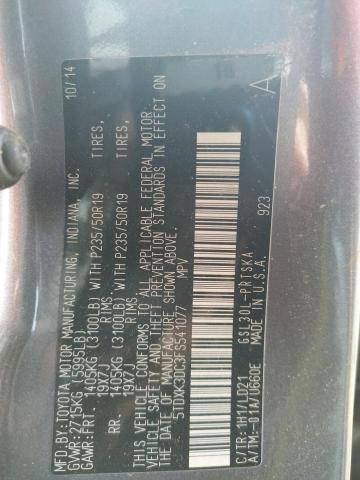 MFD.BY:TOYOTA MOTOR MANUFACTURING, INDIANA, INC. 10/14
GVWR: 2715KG (5995LB)
GAWR:FRT. 1405KG (3100LB) WITH P235/50R19 TIRES,
19X7J RIMS,
RR. 1405KG (3100LB) WITH P235/50R19 TIRES,
19X7J RIMS,
THIS VEHICLE CONFORMS TO ALL APPLICABLE FEDERAL MOTOR
VEHICLE SAFETY AND THEFT PREVENTION STANDARDS IN EFFECT
ON THE DATE OF MANUFACTURE SHOWN ABOVE.
5TDXK3DC3FS541077 MPV
A
C/TR:1H1/LD21 GSL30L-PRTSKA 923
A/TM:-01A/U660E MADE IN U.S.A.